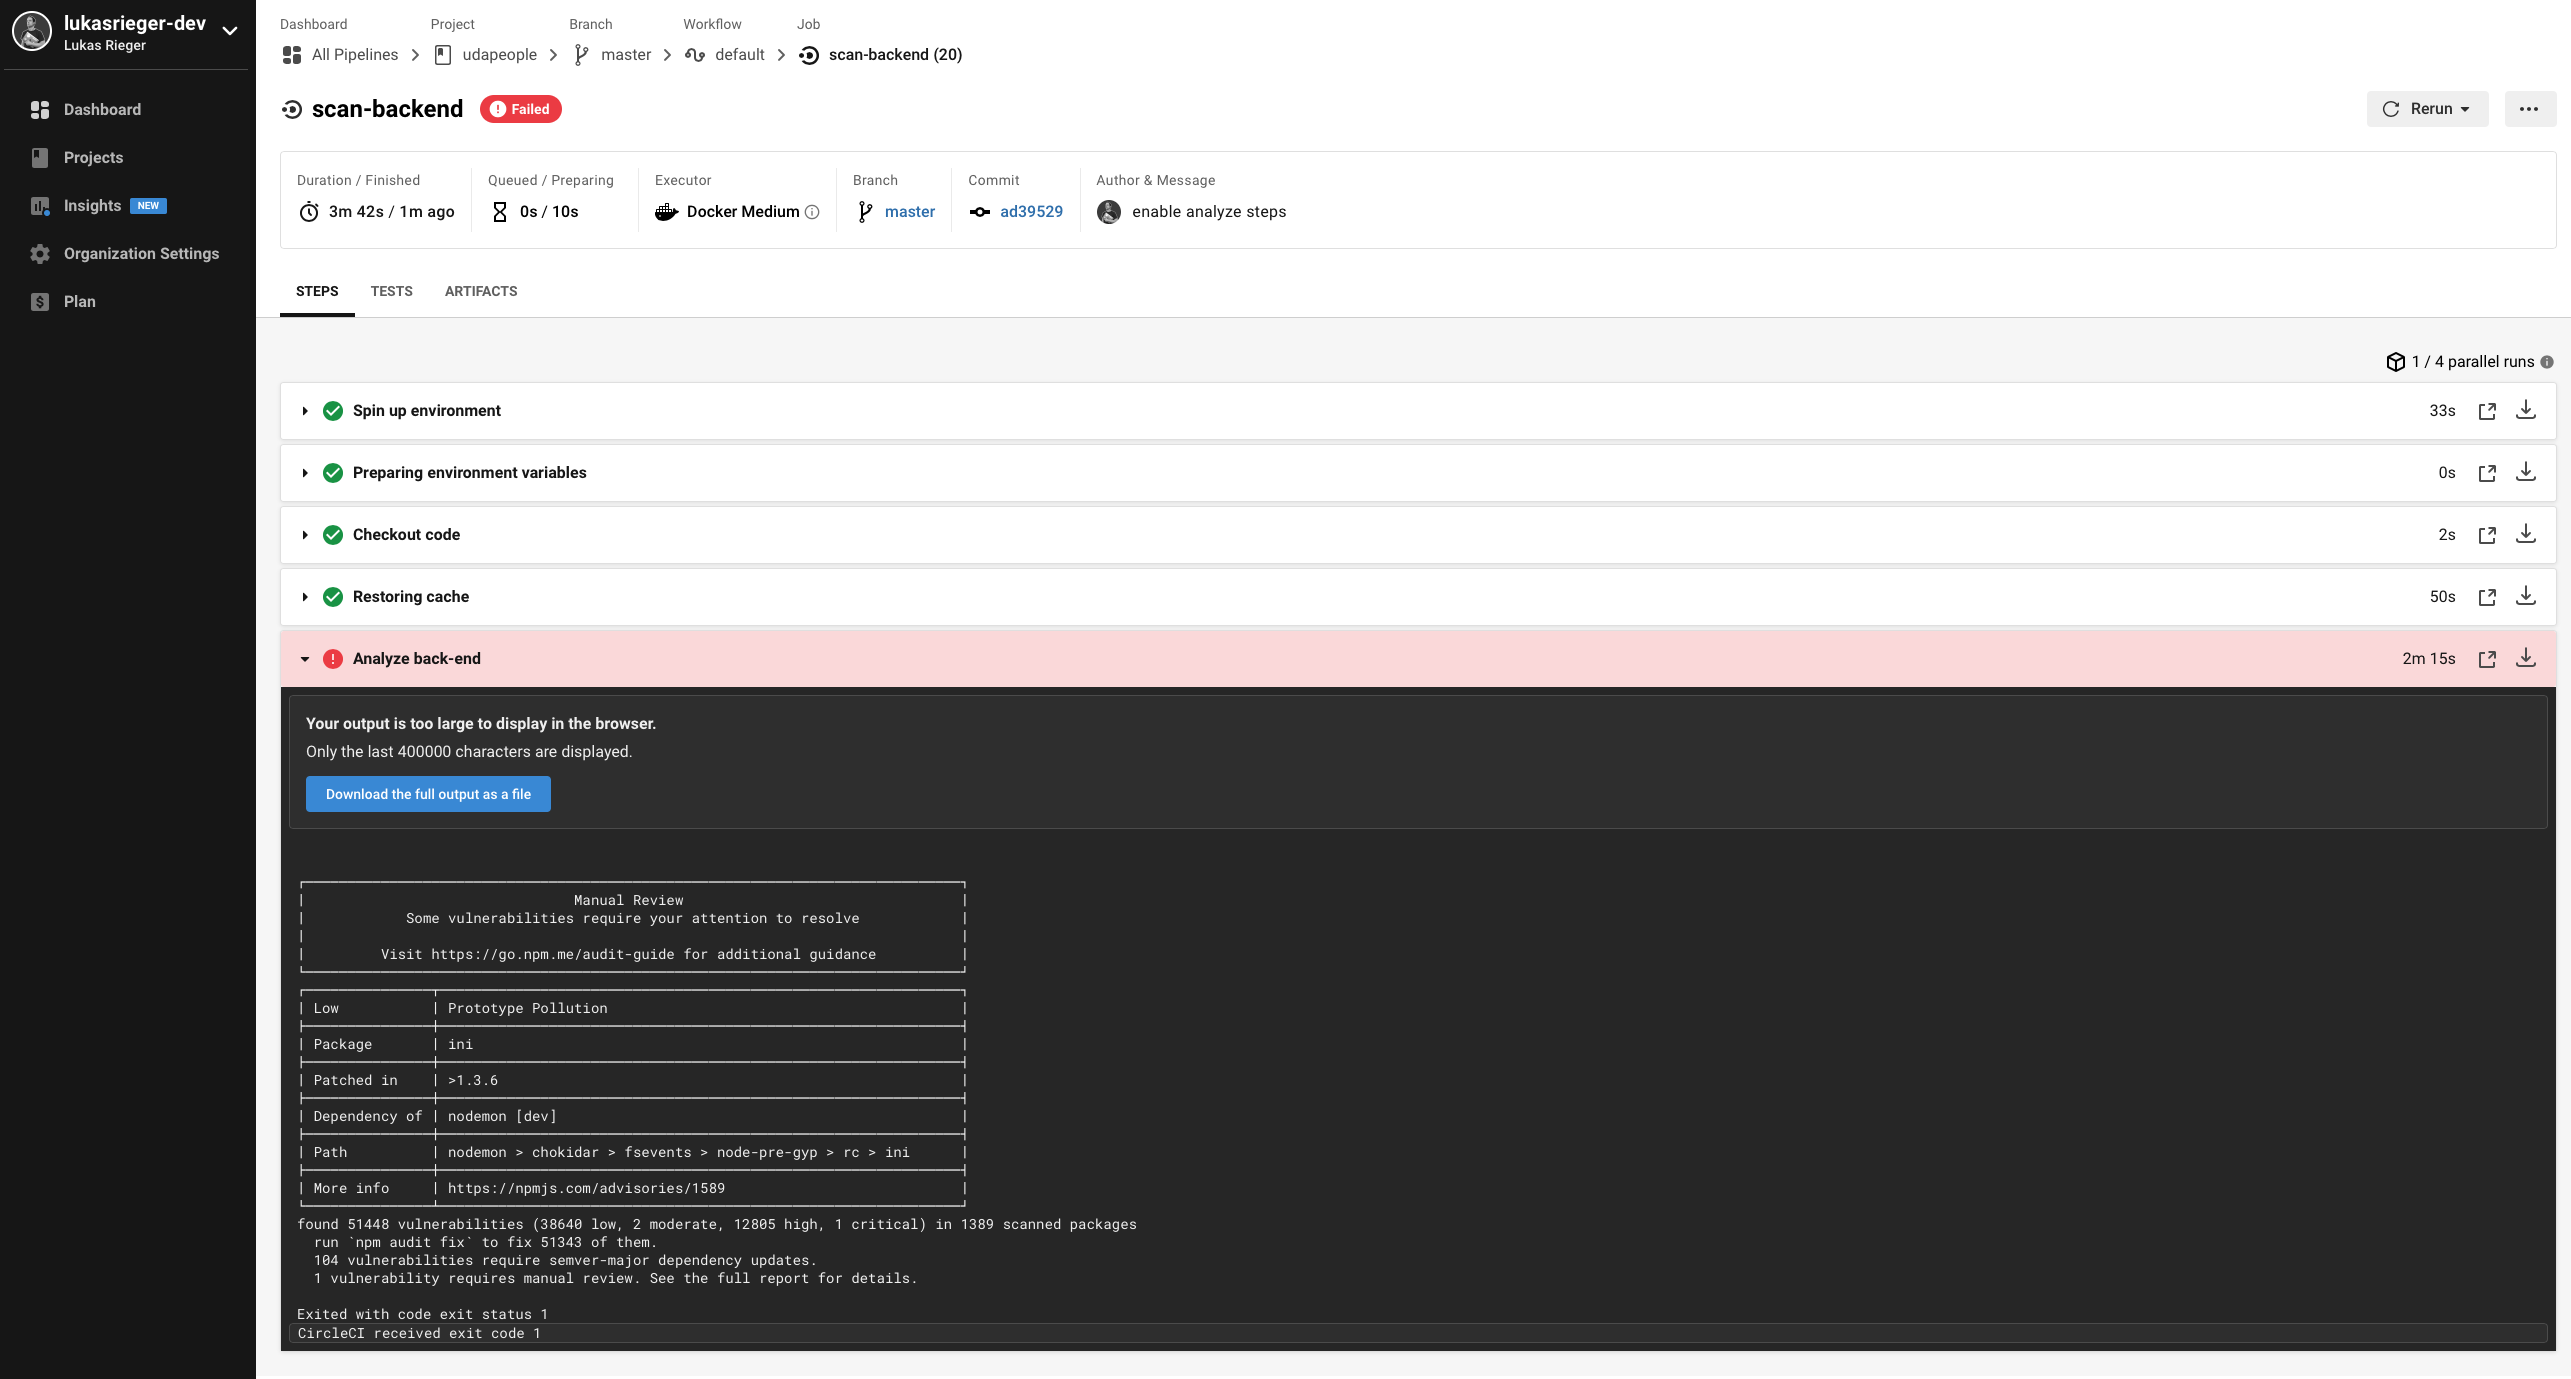 lukasrieger-dev
Lukas Rieger
Dashboard
Projects
Insights NEW
Organization Settings
Plan
Dashboard Project Branch Workflow Job
All Pipelines udapeople master default scan-backend (20)
scan-backend Failed
Rerun
Duration / Finished Queued / Preparing Executor Branch Commit Author & Message
3m 42s / 1m ago 0s / 10s Docker Medium master ad39529 enable analyze steps
STEPS TESTS ARTIFACTS
1 / 4 parallel runs
Spin up environment 33s
Preparing environment variables 0s
Checkout code 2s
Restoring cache 50s
Analyze back-end 2m 15s
Your output is too large to display in the browser.
Only the last 400000 characters are displayed.
Download the full output as a file
Manual Review
Some vulnerabilities require your attention to resolve
Visit https://go.npm.me/audit-guide for additional guidance
Low Prototype Pollution
Package ini
Patched in >1.3.6
Dependency of nodemon [dev]
Path nodemon > chokidar > fsevents > node-pre-gyp > rc > ini
More info https://npmjs.com/advisories/1589
found 51448 vulnerabilities (38640 low, 2 moderate, 12805 high, 1 critical) in 1389 scanned packages
run `npm audit fix` to fix 51343 of them.
104 vulnerabilities require semver-major dependency updates.
1 vulnerability requires manual review. See the full report for details.
Exited with code exit status 1
CircleCI received exit code 1